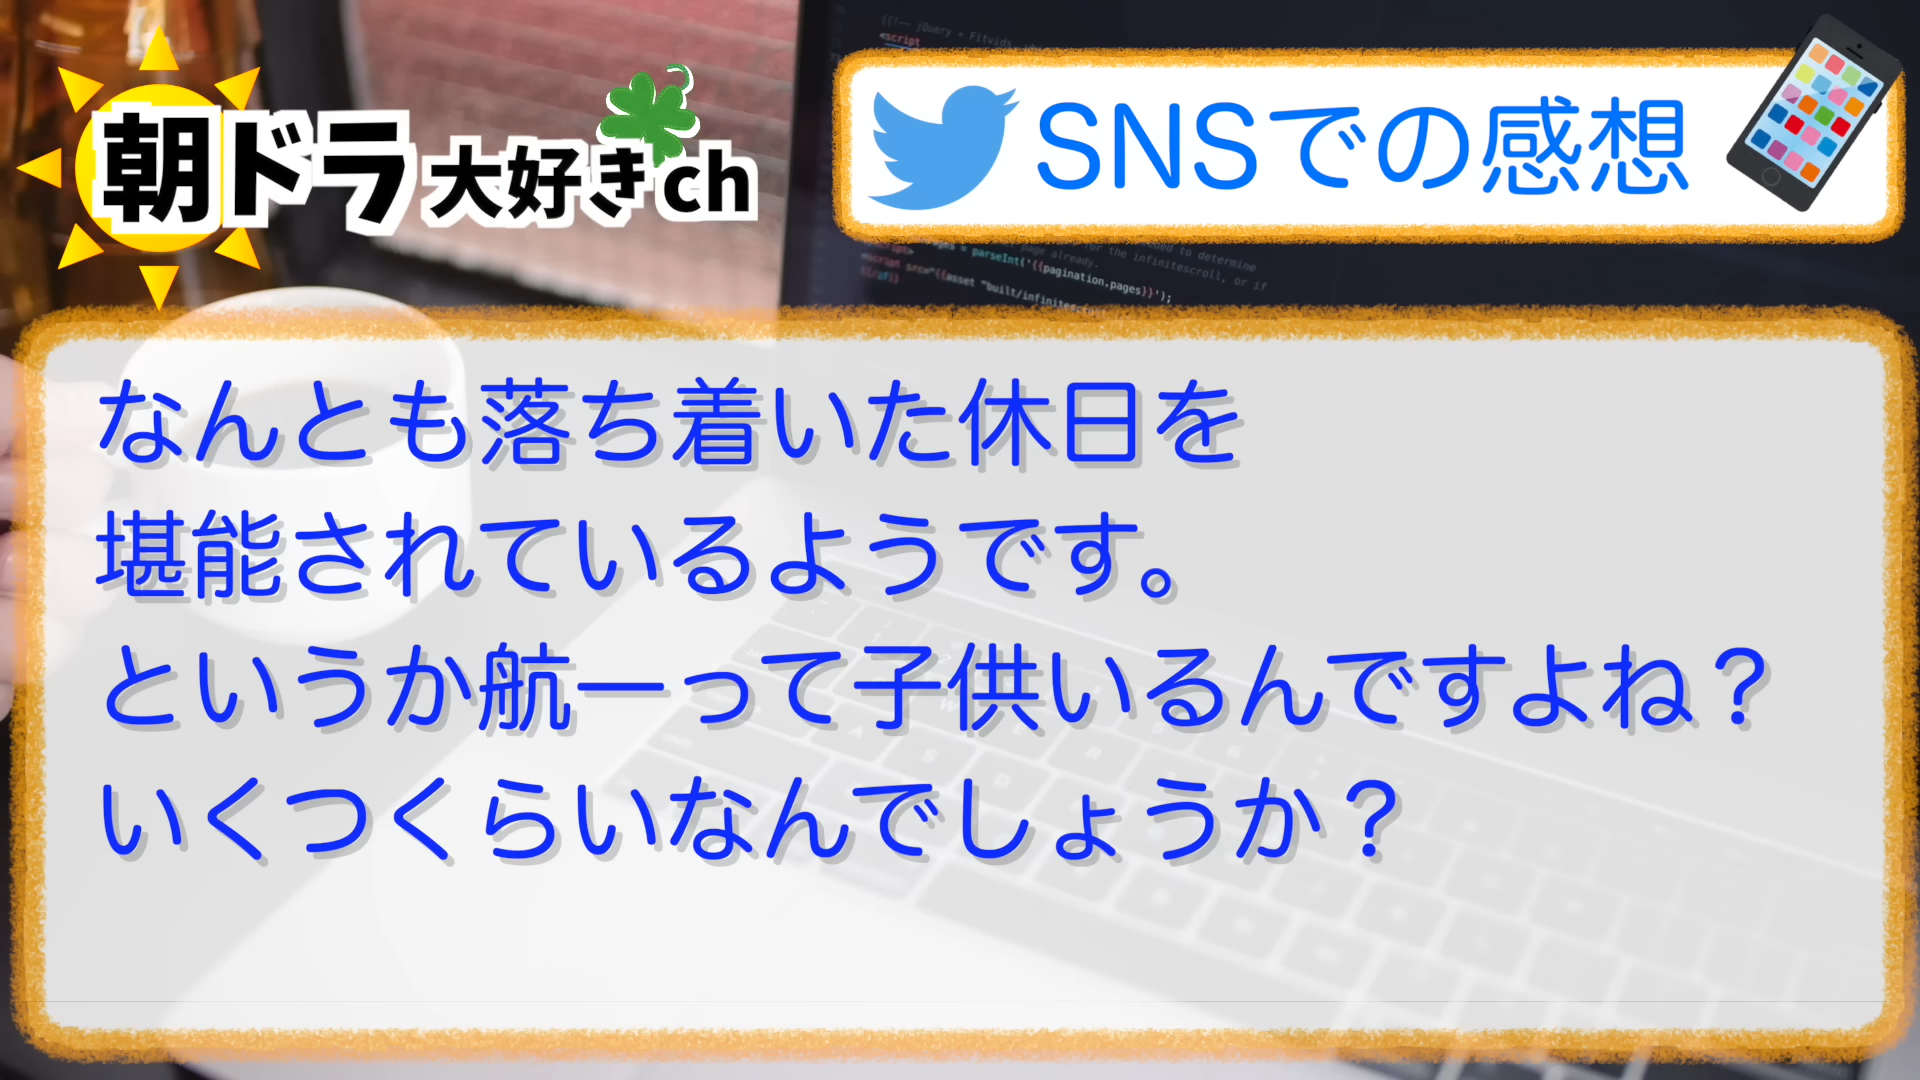 朝ドラ大好きch
SNSでの感想
なんとも落ち着いた休日を
堪能されているようです。
というか航一って子供いるんですよね？
いくつくらいなんでしょうか？